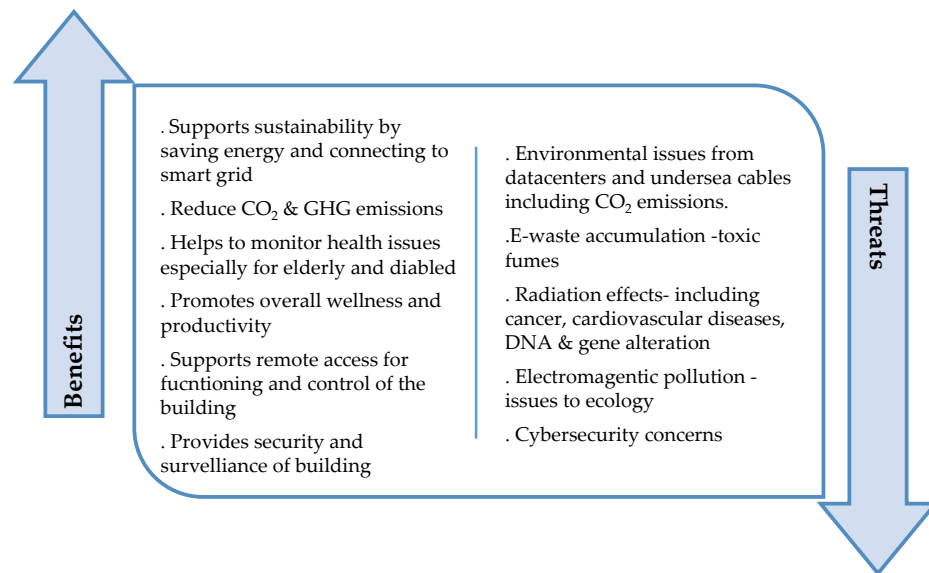 Benefits
. Supports sustainability by
saving energy and connecting to
smart grid
. Reduce CO₂ & GHG emissions
. Helps to monitor health issues
especially for elderly and diabled
. Promotes overall wellness and
productivity
. Supports remote access for
fucntioning and control of the
building
. Provides security and
survelliance of building
. Environmental issues from
datacenters and undersea cables
including CO₂ emissions.
.E-waste accumulation -toxic
fumes
. Radiation effects- including
cancer, cardiovascular diseases,
DNA & gene alteration
. Electromagentic pollution -
issues to ecology
. Cybersecurity concerns
Threats